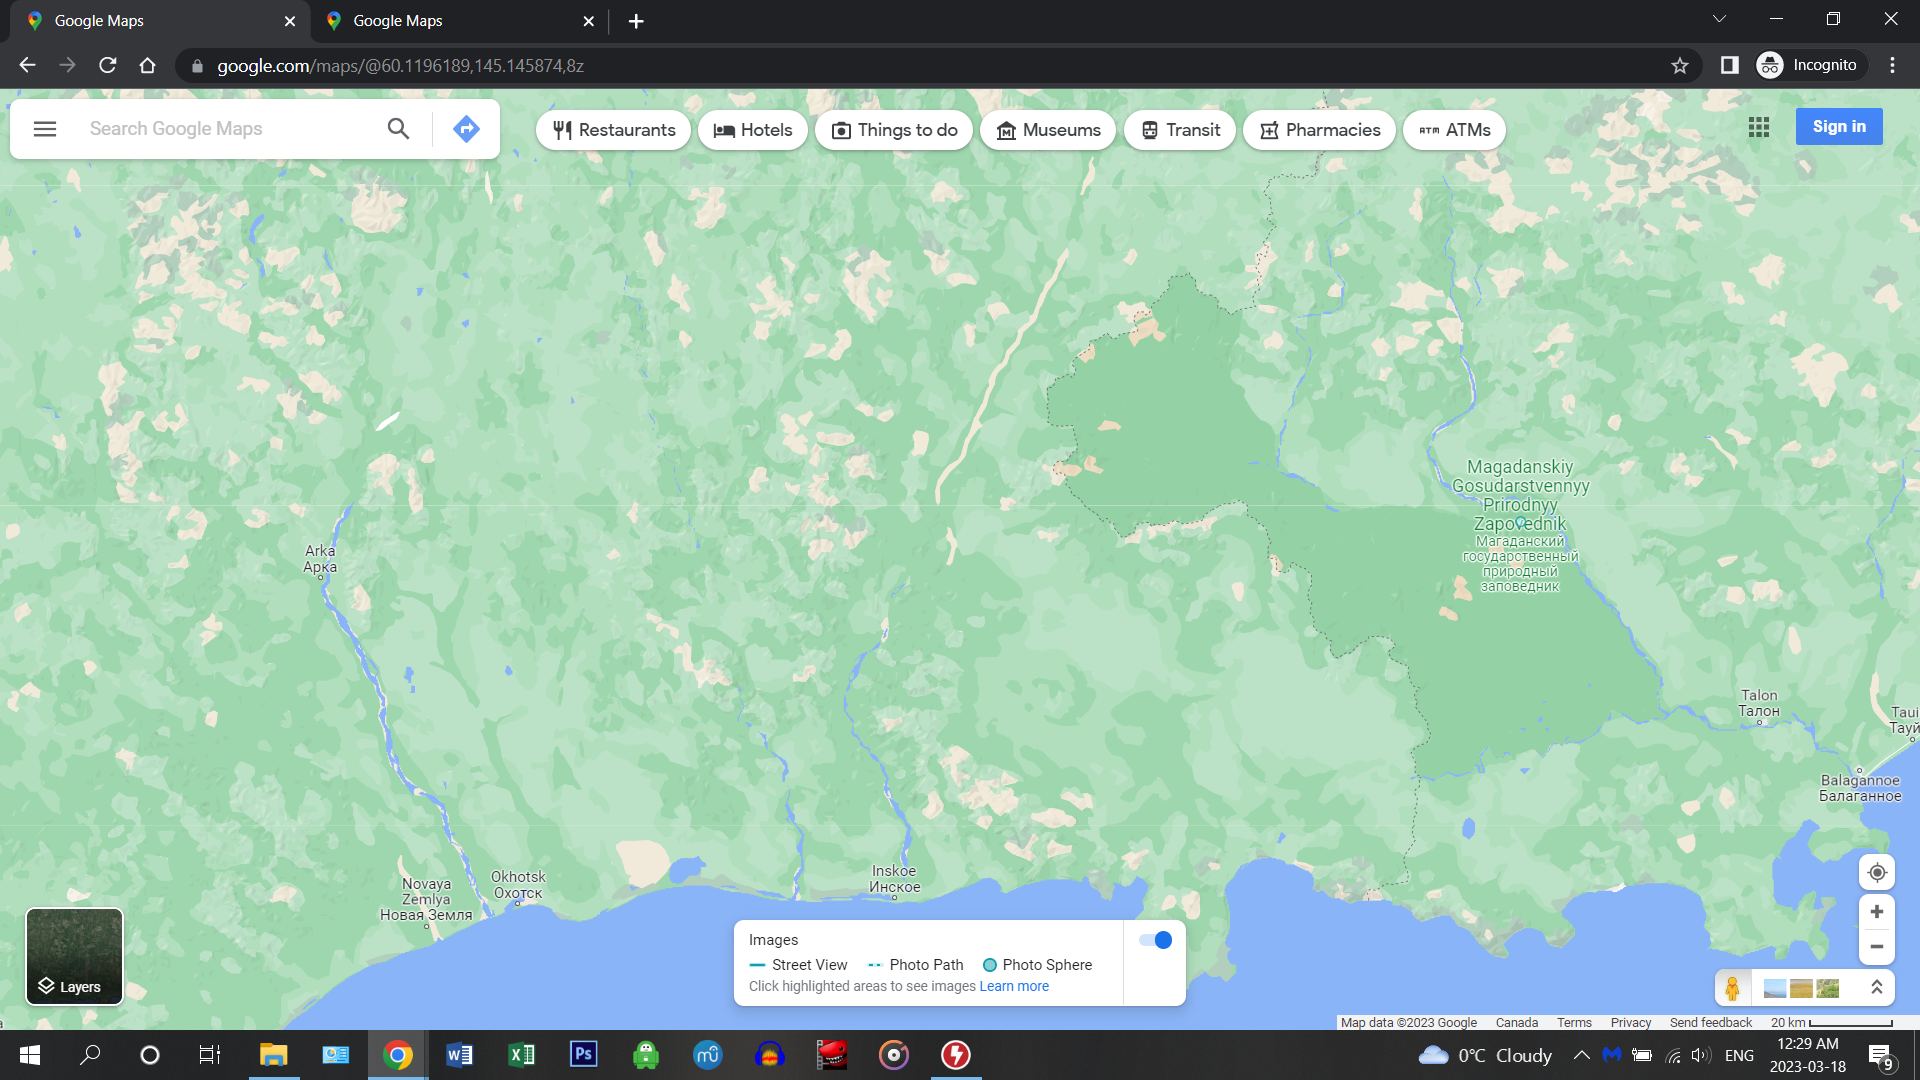 Google Maps
Google Maps
google.com/maps/@60.1196189,145.145874,8z
Incognito
Search Google Maps
Restaurants
Hotels
Things to do
Museums
Transit
Pharmacies
ATM ATMs
Sign in
Magadanskiy
Gosudarstvennyy
Prirodnyy
Zapovednik
Магаданский
государственный
природный
заповедник
Arka
Арка
Talon
Талон
Taui
Тауй
Balagannoe
Балаганное
Inskoe
Инское
Okhotsk
Охотск
Novaya
Zemlya
Новая Земля
Layers
Images
Street View
Photo Path
Photo Sphere
Click highlighted areas to see images Learn more
Map data ©2023 Google
Canada
Terms
Privacy
Send feedback
20 km
0°C Cloudy
ENG
12:29 AM
2023-03-18
9